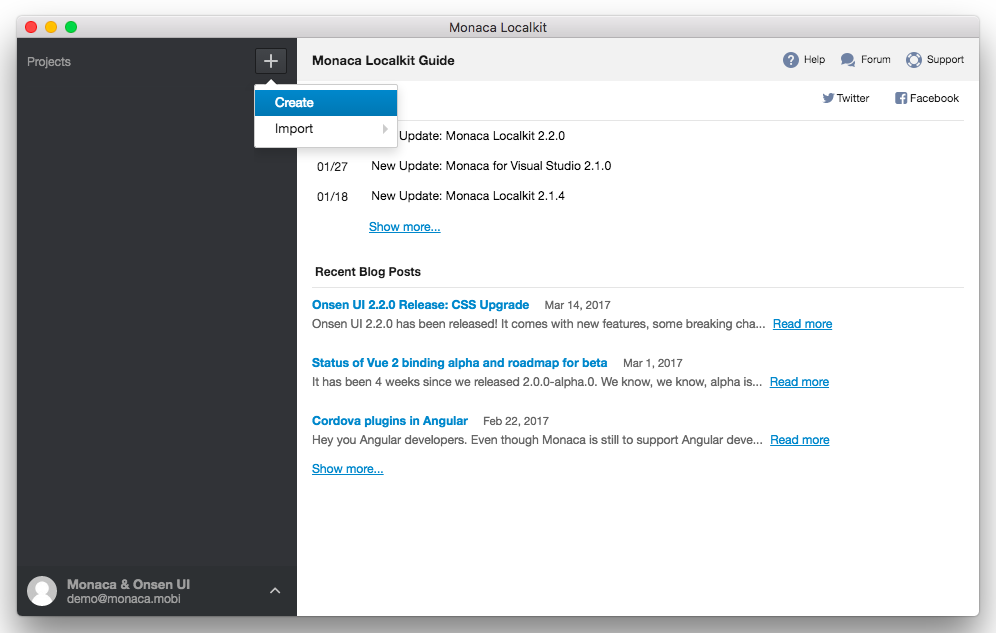 Monaca Localkit
Projects
Create
Import
Monaca & Onsen UI
demo@monaca.mobi
Monaca Localkit Guide
Help Forum Support
Twitter Facebook
Update: Monaca Localkit 2.2.0
01/27 New Update: Monaca for Visual Studio 2.1.0
01/18 New Update: Monaca Localkit 2.1.4
Show more...
Recent Blog Posts
Onsen UI 2.2.0 Release: CSS Upgrade Mar 14, 2017
Onsen UI 2.2.0 has been released! It comes with new features, some breaking cha... Read more
Status of Vue 2 binding alpha and roadmap for beta Mar 1, 2017
It has been 4 weeks since we released 2.0.0-alpha.0. We know, we know, alpha is... Read more
Cordova plugins in Angular Feb 22, 2017
Hey you Angular developers. Even though Monaca is still to support Angular deve... Read more
Show more...